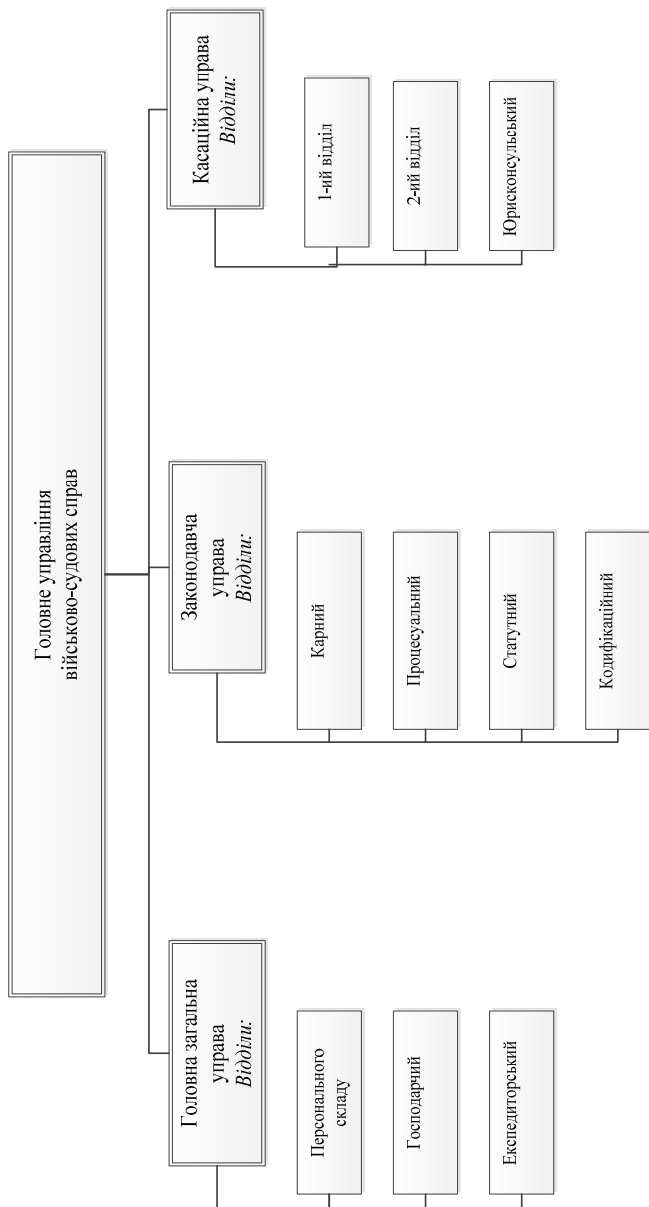 Головне управління
військово-судових справ
Головна загальна
управа
Відділи:
Персонального
складу
Господарчий
Експедиторський
Законодавча
управа
Відділи:
Карний
Процесуальний
Статутний
Кодифікаційний
Касаційна управа
Відділи:
1-ий відділ
2-ий відділ
Юрисконсульський